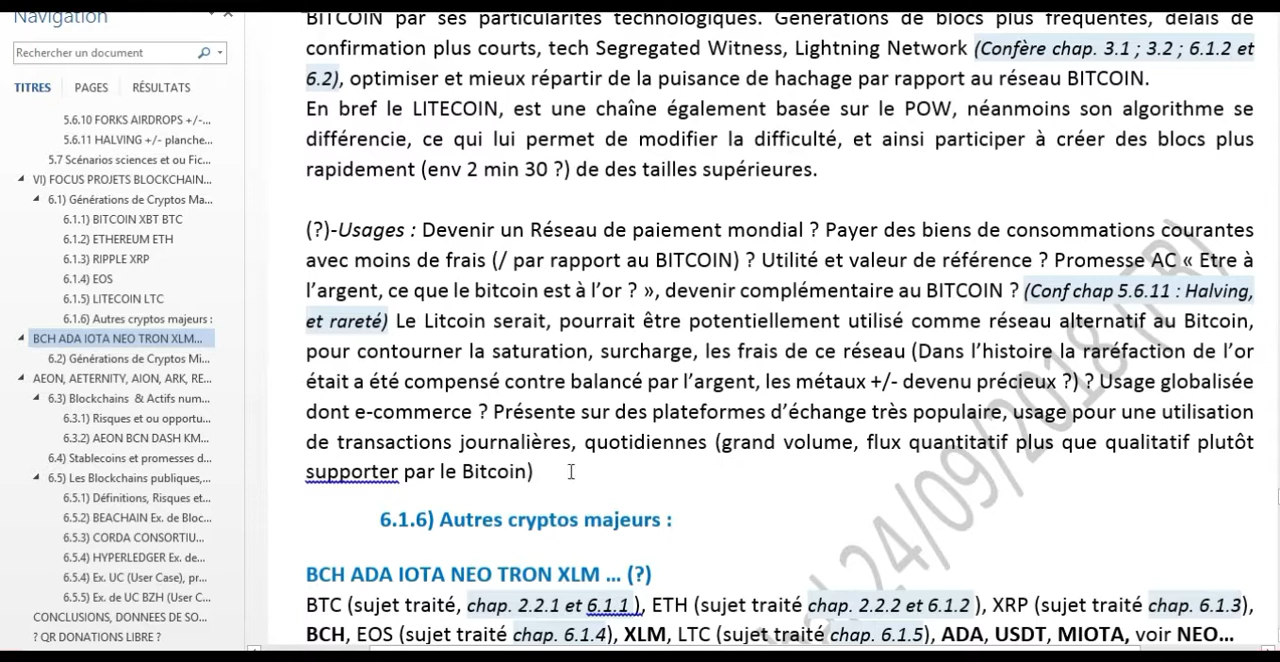 Navigation
Rechercher un document
TITRES PAGES RÉSULTATS
5.6.10 FORKS AIRDROPS +/-...
5.6.11 HALVING +/- planche...
5.7 Scénarios sciences et ou Fic...
VI) FOCUS PROJETS BLOCKCHAIN...
6.1) Générations de Cryptos Ma...
6.1.1) BITCOIN XBT BTC
6.1.2) ETHEREUM ETH
6.1.3) RIPPLE XRP
6.1.4) EOS
6.1.5) LITECOIN LTC
6.1.6) Autres cryptos majeurs :
BCH ADA IOTA NEO TRON XLM...
6.2) Générations de Cryptos Mi...
AEON, AETERNITY, AION, ARK, RE...
6.3) Blockchains & Actifs num...
6.3.1) Risques et ou opportu...
6.3.2) AEON BCN DASH KM...
6.4) Stablecoins et promesses d...
6.5) Les Blockchains publiques,...
6.5.1) Définitions, Risques et...
6.5.2) BEACHAIN Ex. de Bloc...
6.5.3) CORDA CONSORTIU...
6.5.4) HYPERLEDGER Ex. de...
6.5.4) Ex. UC (User Case), pr...
6.5.5) Ex. de UC BZH (User C...
CONCLUSIONS, DONNEES DE SO...
? QR DONATIONS LIBRE ?
BITCOIN par ses particularités technologiques. Générations de blocs plus fréquentes, délais de
confirmation plus courts, tech Segregated Witness, Lightning Network (Confère chap. 3.1 ; 3.2 ; 6.1.2 et
6.2), optimiser et mieux répartir de la puisance de hachage par rapport au réseau BITCOIN.
En bref le LITECOIN, est une chaîne également basée sur le POW, néanmoins son algorithme se
différencie, ce qui lui permet de modifier la difficulté, et ainsi participer à créer des blocs plus
rapidement (env 2 min 30 ?) de des tailles supérieures.
(?)-Usages : Devenir un Réseau de paiement mondial ? Payer des biens de consommations courantes
avec moins de frais (/ par rapport au BITCOIN) ? Utilité et valeur de référence ? Promesse AC « Etre à
l'argent, ce que le bitcoin est à l'or ? », devenir complémentaire au BITCOIN ? (Conf chap 5.6.11 : Halving,
et rareté) Le Litcoin serait, pourrait être potentiellement utilisé comme réseau alternatif au Bitcoin,
pour contourner la saturation, surcharge, les frais de ce réseau (Dans l'histoire la raréfaction de l'or
était a été compensé contre balancé par l'argent, les métaux +/- devenu précieux ?) ? Usage globalisée
dont e-commerce ? Présente sur des plateformes d'échange très populaire, usage pour une utilisation
de transactions journalières, quotidiennes (grand volume, flux quantitatif plus que qualitatif plutôt
supporter par le Bitcoin)
6.1.6) Autres cryptos majeurs :
BCH ADA IOTA NEO TRON XLM ... (?)
BTC (sujet traité, chap. 2.2.1 et 6.1.1 ), ETH (sujet traité chap. 2.2.2 et 6.1.2 ), XRP (sujet traité chap. 6.1.3),
BCH, EOS (sujet traité chap. 6.1.4), XLM, LTC (sujet traité chap. 6.1.5), ADA, USDT, MIOTA, voir NEO...
24/09/2018